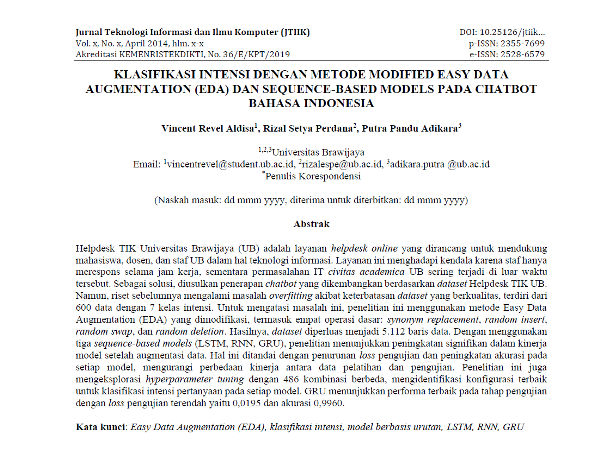 Jurnal Teknologi Informasi dan Ilmu Komputer (JTIIK)
DOI: 10.25126/jtiik...
Vol. x, No. x, April 2014, hlm. x-x
p-ISSN: 2355-7699
Akreditasi KEMENRISTEKDIKTI, No. 36/E/KPT/2019
e-ISSN: 2528-6579
KLASIFIKASI INTENSI DENGAN METODE MODIFIED EASY DATA
AUGMENTATION (EDA) DAN SEQUENCE-BASED MODELS PADA CHATBOT
BAHASA INDONESIA
Vincent Revel Aldisa1, Rizal Setya Perdana2, Putra Pandu Adikara3
1,2,3Universitas Brawijaya
Email: 1vincentrevel@student.ub.ac.id, 2rizalespe@ub.ac.id, 3adikara.putra @ub.ac.id
*Penulis Korespondensi
(Naskah masuk: dd mmm yyyy, diterima untuk diterbitkan: dd mmm yyyy)
Abstrak
Helpdesk TIK Universitas Brawijaya (UB) adalah layanan helpdesk online yang dirancang untuk mendukung
mahasiswa, dosen, dan staf UB dalam hal teknologi informasi. Layanan ini menghadapi kendala karena staf hanya
merespons selama jam kerja, sementara permasalahan IT civitas academica UB sering terjadi di luar waktu
tersebut. Sebagai solusi, diusulkan penerapan chatbot yang dikembangkan berdasarkan dataset Helpdesk TIK UB.
Namun, riset sebelumnya mengalami masalah overfitting akibat keterbatasan dataset yang berkualitas, terdiri dari
600 data dengan 7 kelas intensi. Untuk mengatasi masalah ini, penelitian ini menggunakan metode Easy Data
Augmentation (EDA) yang dimodifikasi, termasuk empat operasi dasar: synonym replacement, random insert,
random swap, dan random deletion. Hasilnya, dataset diperluas menjadi 5.112 baris data. Dengan menggunakan
tiga sequence-based models (LSTM, RNN, GRU), penelitian menunjukkan peningkatan signifikan dalam kinerja
model setelah augmentasi data. Hal ini ditandai dengan penurunan loss pengujian dan peningkatan akurasi pada
setiap model, mengurangi perbedaan kinerja antara data pelatihan dan pengujian. Penelitian ini juga
mengeksplorasi hyperparameter tuning dengan 486 kombinasi berbeda, mengidentifikasi konfigurasi terbaik
untuk klasifikasi intensi pertanyaan pada setiap model. GRU menunjukkan performa terbaik pada tahap pengujian
dengan loss pengujian terendah yaitu 0,0195 dan akurasi 0,9960.
Kata kunci: Easy Data Augmentation (EDA), klasifikasi intensi, model berbasis urutan, LSTM, RNN, GRU